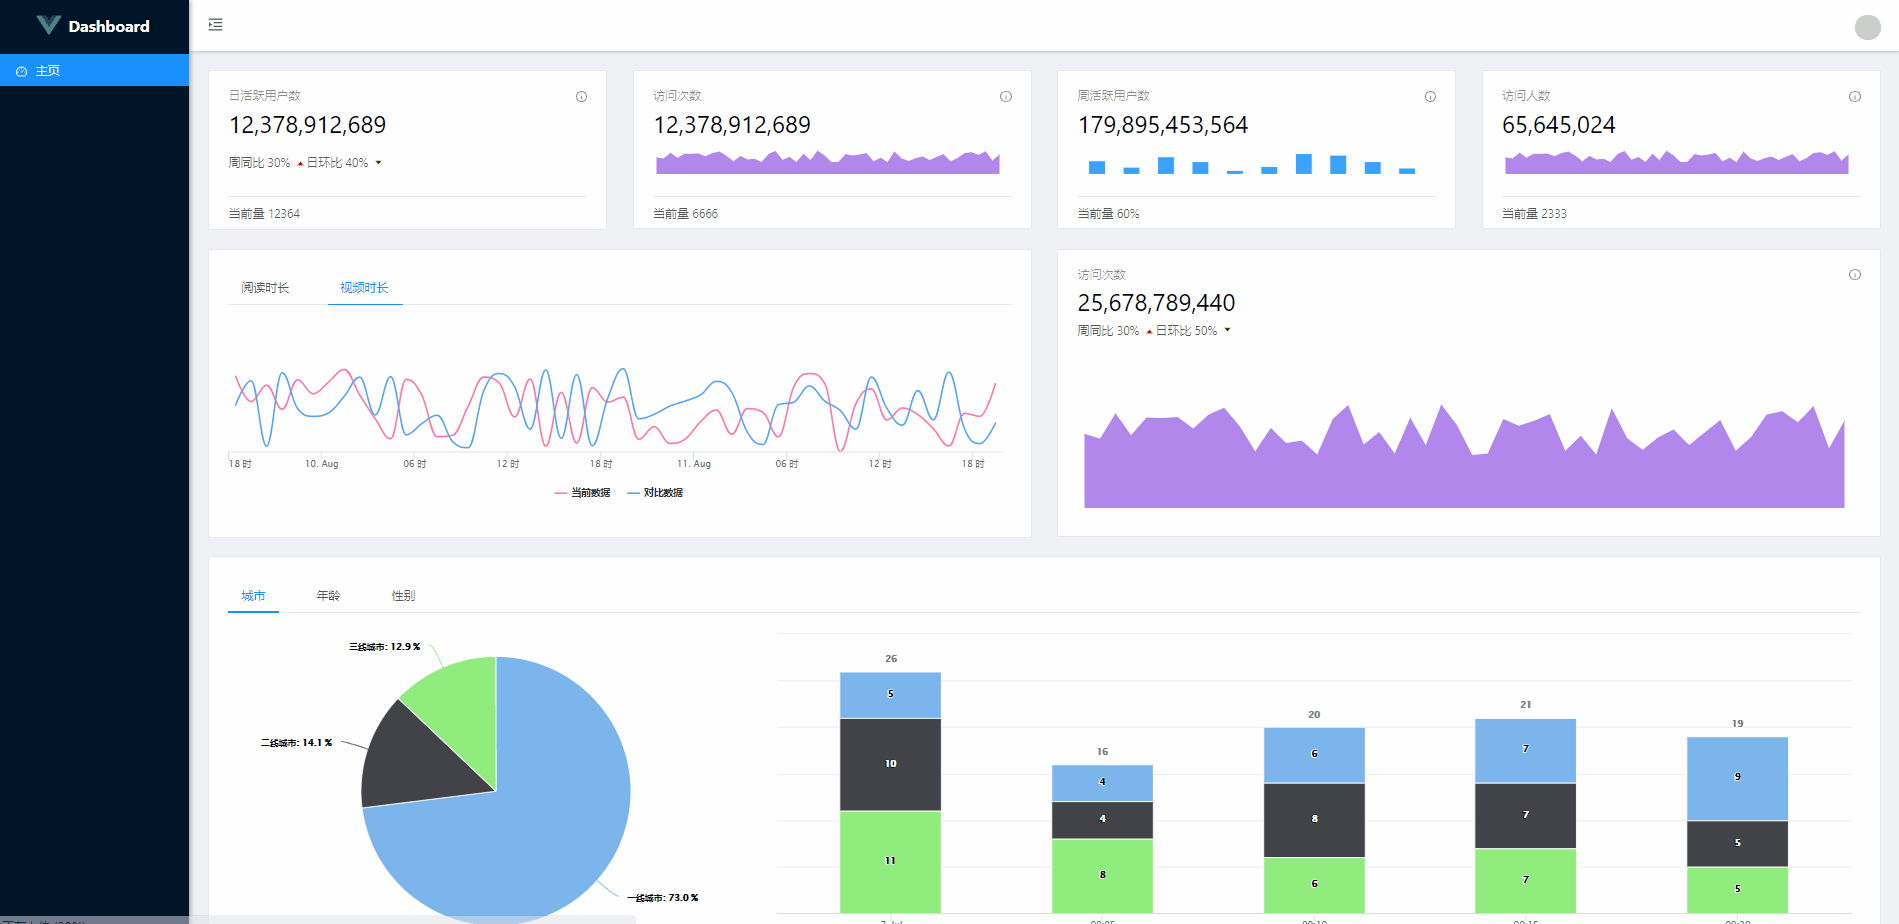 Dashboard
主页
日活跃用户数
12,378,912,689
周同比 30% 日环比 40%
当前量 12364
访问次数
12,378,912,689
当前量 6666
周活跃用户数
179,895,453,564
当前量 60%
访问人数
65,645,024
当前量 2333
阅读时长 视频时长
18 时 10. Aug 06 时 12 时 18 时 11. Aug 06 时 12 时 18 时
当前数据 对比数据
访问次数
25,678,789,440
周同比 30% 日环比 50%
城市 年龄 性别
三线城市: 12.9 %
二线城市: 14.1 %
一线城市: 73.0 %
26
5
10
11
16
4
4
8
20
6
8
6
21
7
7
7
19
9
5
5